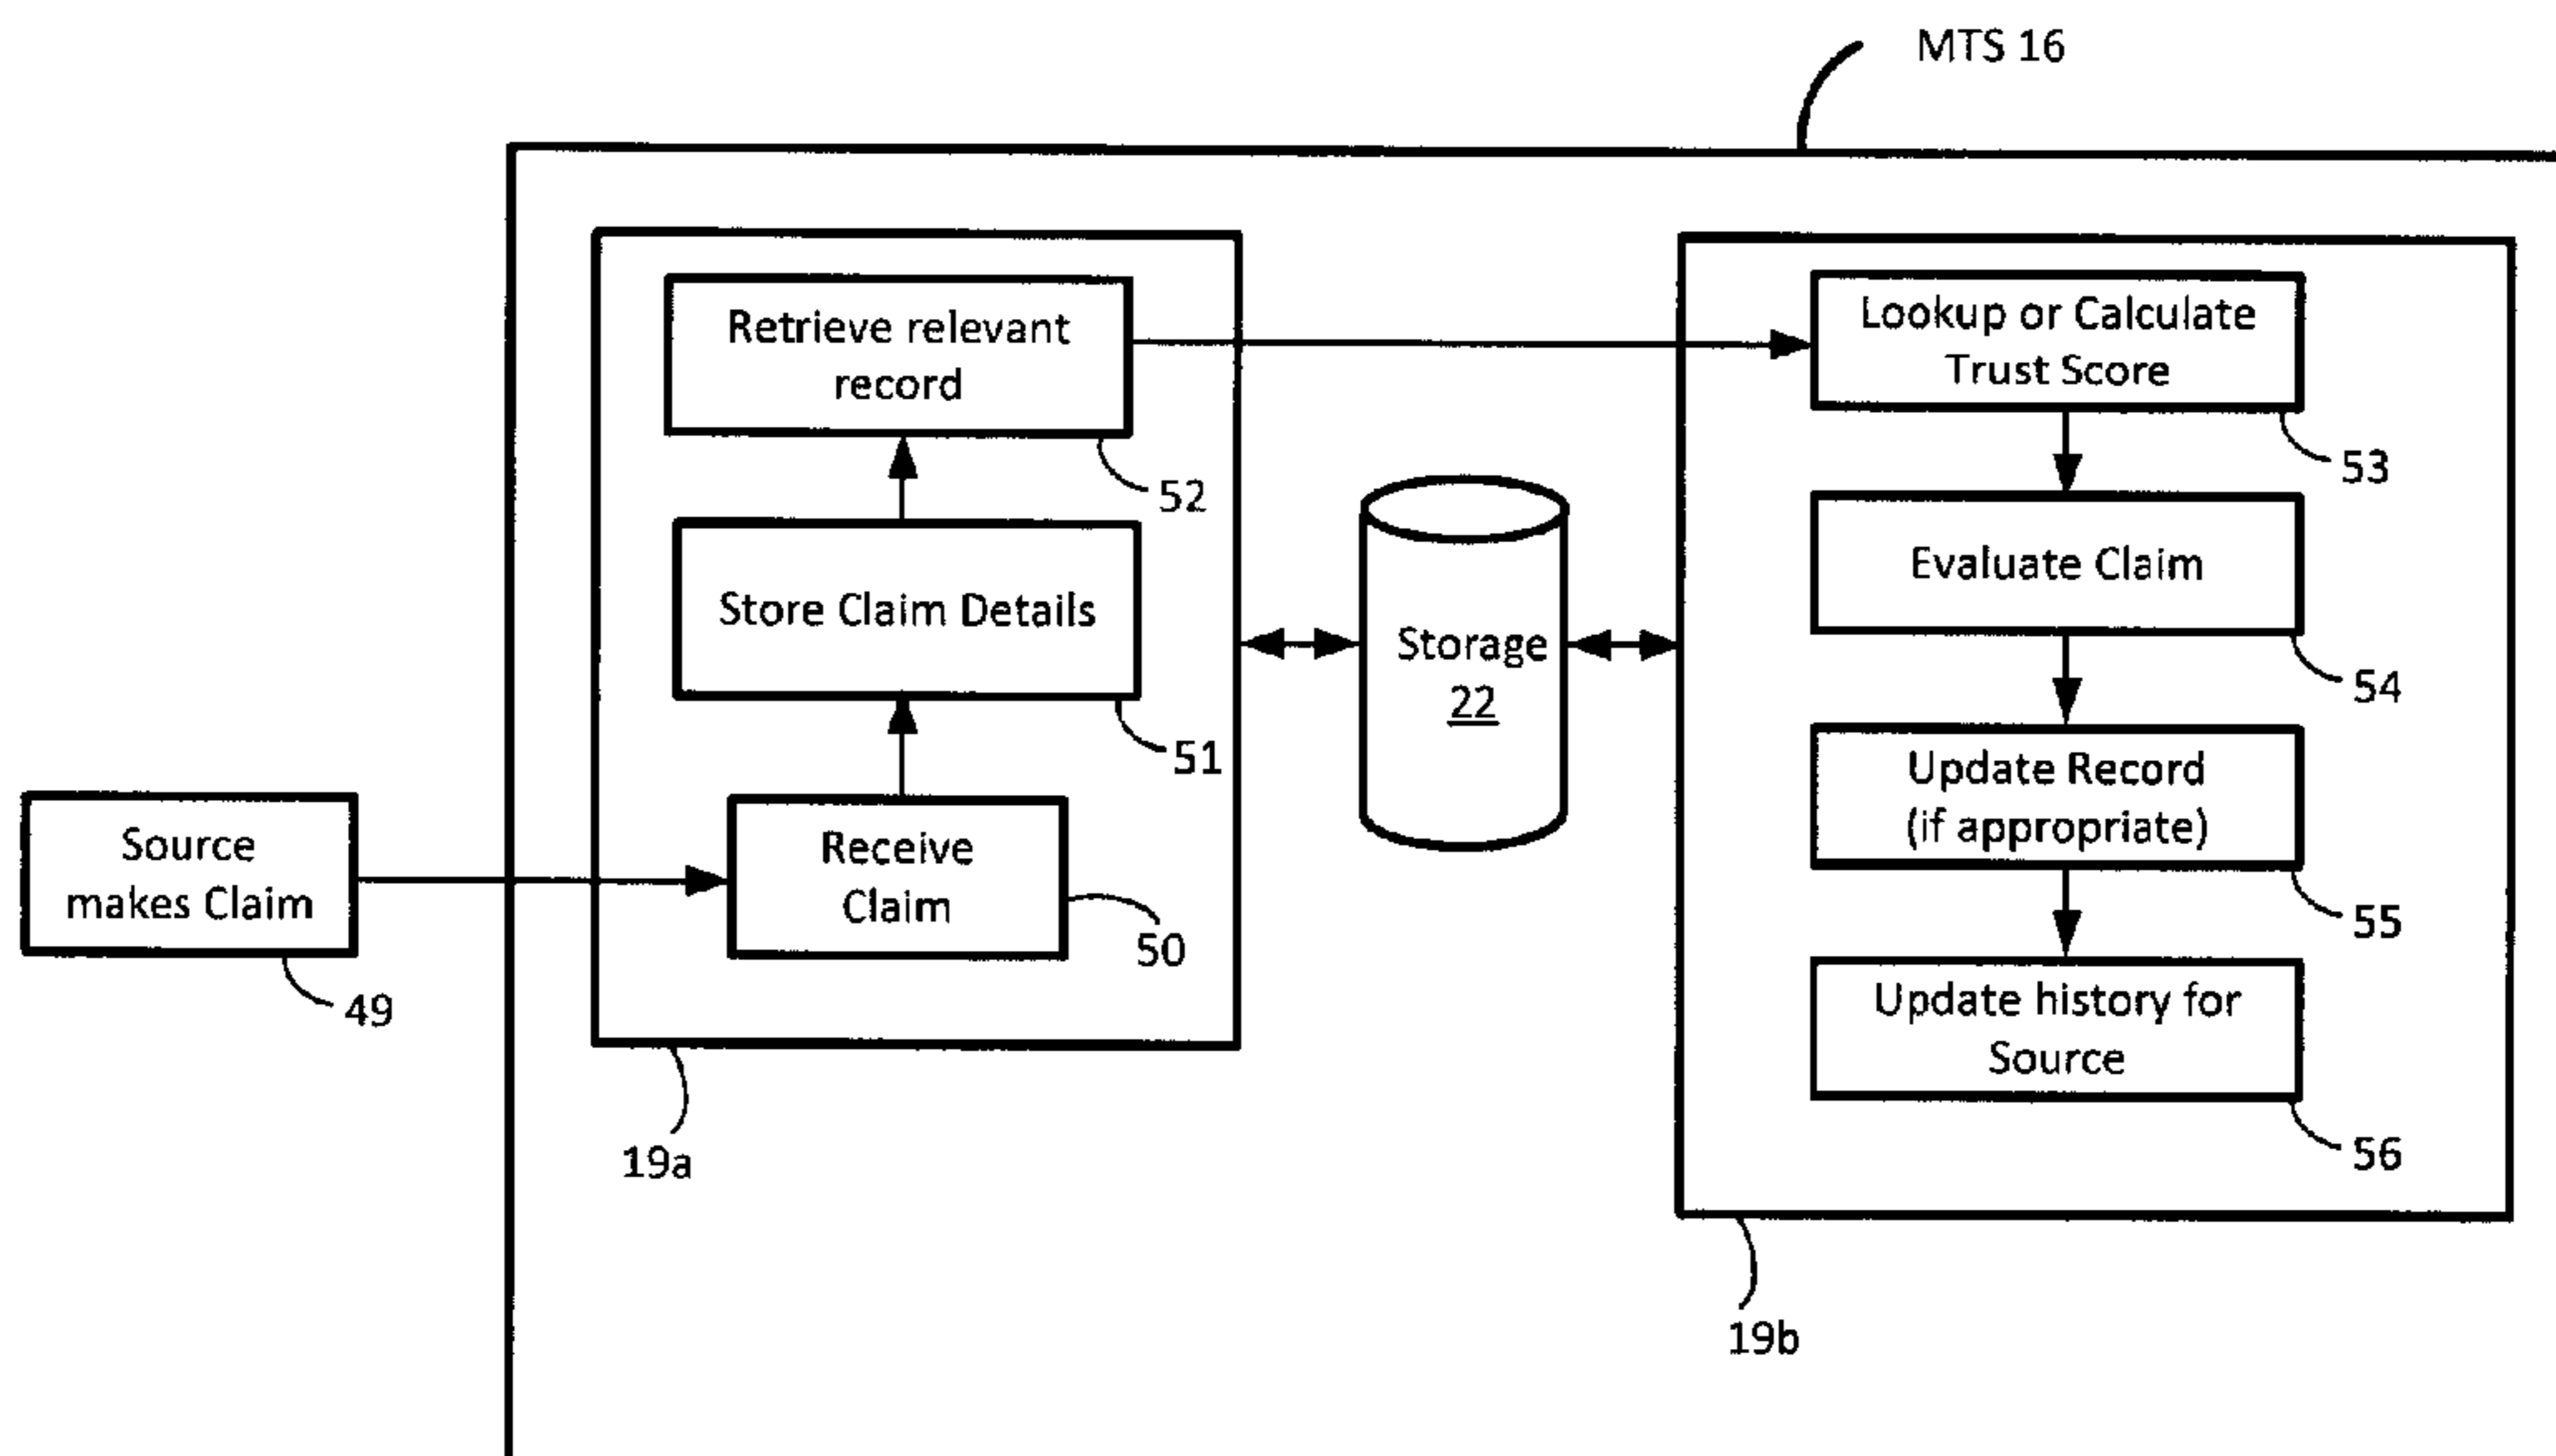 MTS 16
Retrieve relevant
record
52
Store Claim Details
51
Receive
Claim
50
19a
Source
makes Claim
49
Storage
22
Lookup or Calculate
Trust Score
53
Evaluate Claim
54
Update Record
(if appropriate)
55
Update history for
Source
56
19b